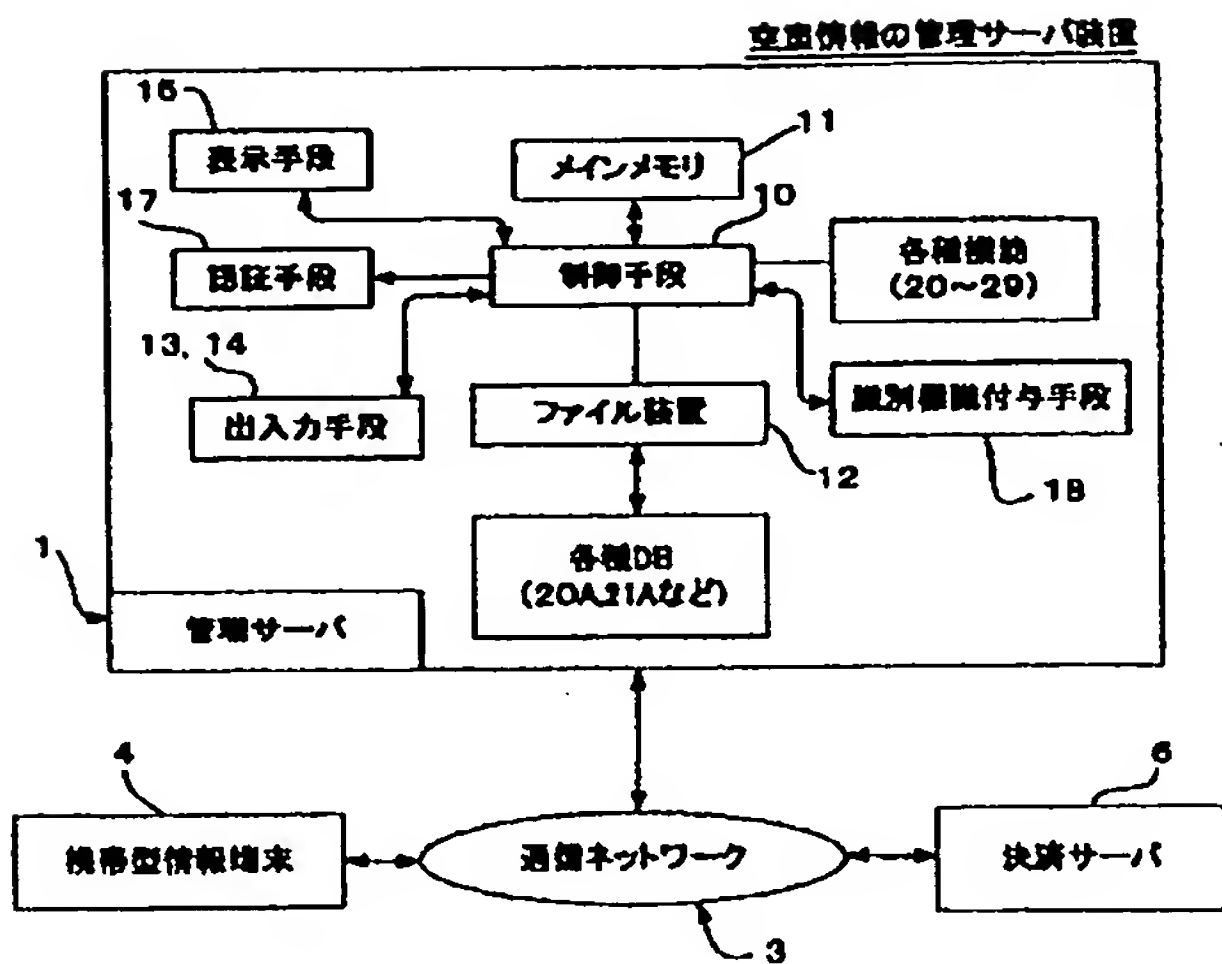 空車情報の管理サーバ装置
15
表示手段
メインメモリ
11
17
10
認証手段
制御手段
各種機能
(20～29)
13, 14
出入力手段
ファイル装置
識別標識付与手段
12
18
各種DB
(20A,21Aなど)
1
管理サーバ
4
携帯型情報端末
通信ネットワーク
決済サーバ
3